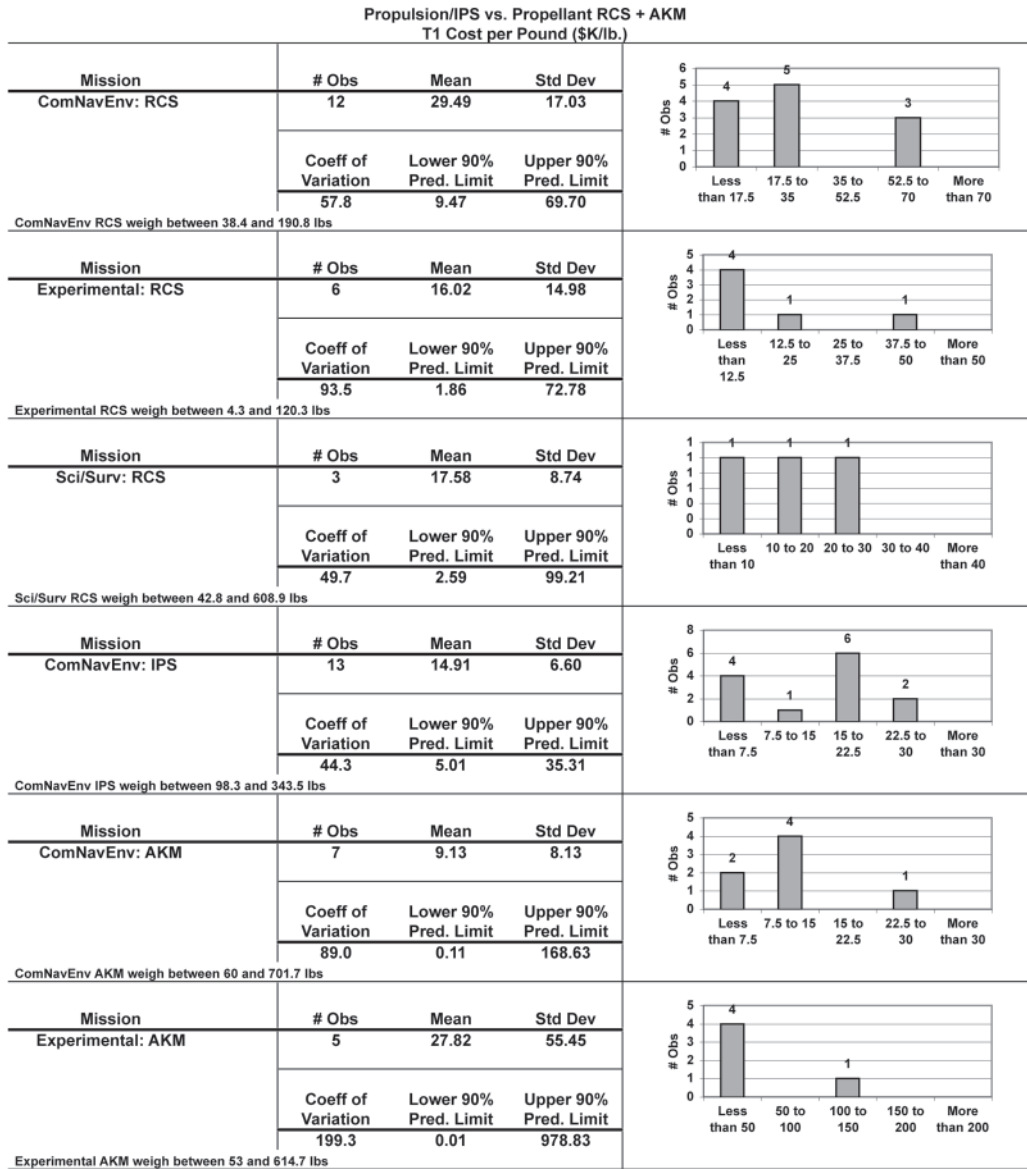 Propulsion/IPS vs. Propellant RCS + AKM
T1 Cost per Pound ($K/lb.)
Mission # Obs Mean Std Dev
ComNavEnv: RCS 12 29.49 17.03
Coeff of Lower 90% Upper 90%
Variation Pred. Limit Pred. Limit
57.8 9.47 69.70
ComNavEnv RCS weigh between 38.4 and 190.8 lbs
# Obs
6
5
4
3
2
1
0
4 5 3
Less 17.5 to 35 to 52.5 to More
than 17.5 35 52.5 70 than 70
Mission # Obs Mean Std Dev
Experimental: RCS 6 16.02 14.98
Coeff of Lower 90% Upper 90%
Variation Pred. Limit Pred. Limit
93.5 1.86 72.78
Experimental RCS weigh between 4.3 and 120.3 lbs
# Obs
5
4
3
2
1
0
4 1 1
Less 12.5 to 25 to 37.5 to More
than 25 37.5 50 than 50
12.5
Mission # Obs Mean Std Dev
Sci/Surv: RCS 3 17.58 8.74
Coeff of Lower 90% Upper 90%
Variation Pred. Limit Pred. Limit
49.7 2.59 99.21
Sci/Surv RCS weigh between 42.8 and 608.9 lbs
# Obs
1
1
1
1
0
0
0
1 1 1
Less 10 to 20 20 to 30 30 to 40 More
than 10 than 40
Mission # Obs Mean Std Dev
ComNavEnv: IPS 13 14.91 6.60
Coeff of Lower 90% Upper 90%
Variation Pred. Limit Pred. Limit
44.3 5.01 35.31
ComNavEnv IPS weigh between 98.3 and 343.5 lbs
# Obs
8
6
4
2
0
4 1 6 2
Less 7.5 to 15 15 to 22.5 to More
than 7.5 22.5 30 than 30
Mission # Obs Mean Std Dev
ComNavEnv: AKM 7 9.13 8.13
Coeff of Lower 90% Upper 90%
Variation Pred. Limit Pred. Limit
89.0 0.11 168.63
ComNavEnv AKM weigh between 60 and 701.7 lbs
# Obs
5
4
3
2
1
0
2 4 1
Less 7.5 to 15 15 to 22.5 to More
than 7.5 22.5 30 than 30
Mission # Obs Mean Std Dev
Experimental: AKM 5 27.82 55.45
Coeff of Lower 90% Upper 90%
Variation Pred. Limit Pred. Limit
199.3 0.01 978.83
Experimental AKM weigh between 53 and 614.7 lbs
# Obs
5
4
3
2
1
0
4 1
Less 50 to 100 to 150 to More
than 50 100 150 200 than 200